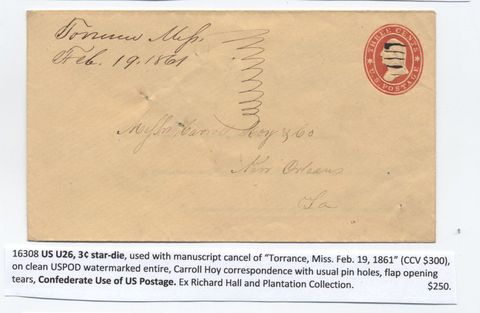 Torrence Miss.
Feb. 19. 1861
THREE CENTS
U.S. POSTAGE
Messrs Carrol Hoy & Co
New Orleans
La
16308 US U26, 3¢ star-die, used with manuscript cancel of "Torrance, Miss. Feb. 19, 1861" (CCV $300),
on clean USPOD watermarked entire, Carroll Hoy correspondence with usual pin holes, flap opening
tears, Confederate Use of US Postage. Ex Richard Hall and Plantation Collection. $250.